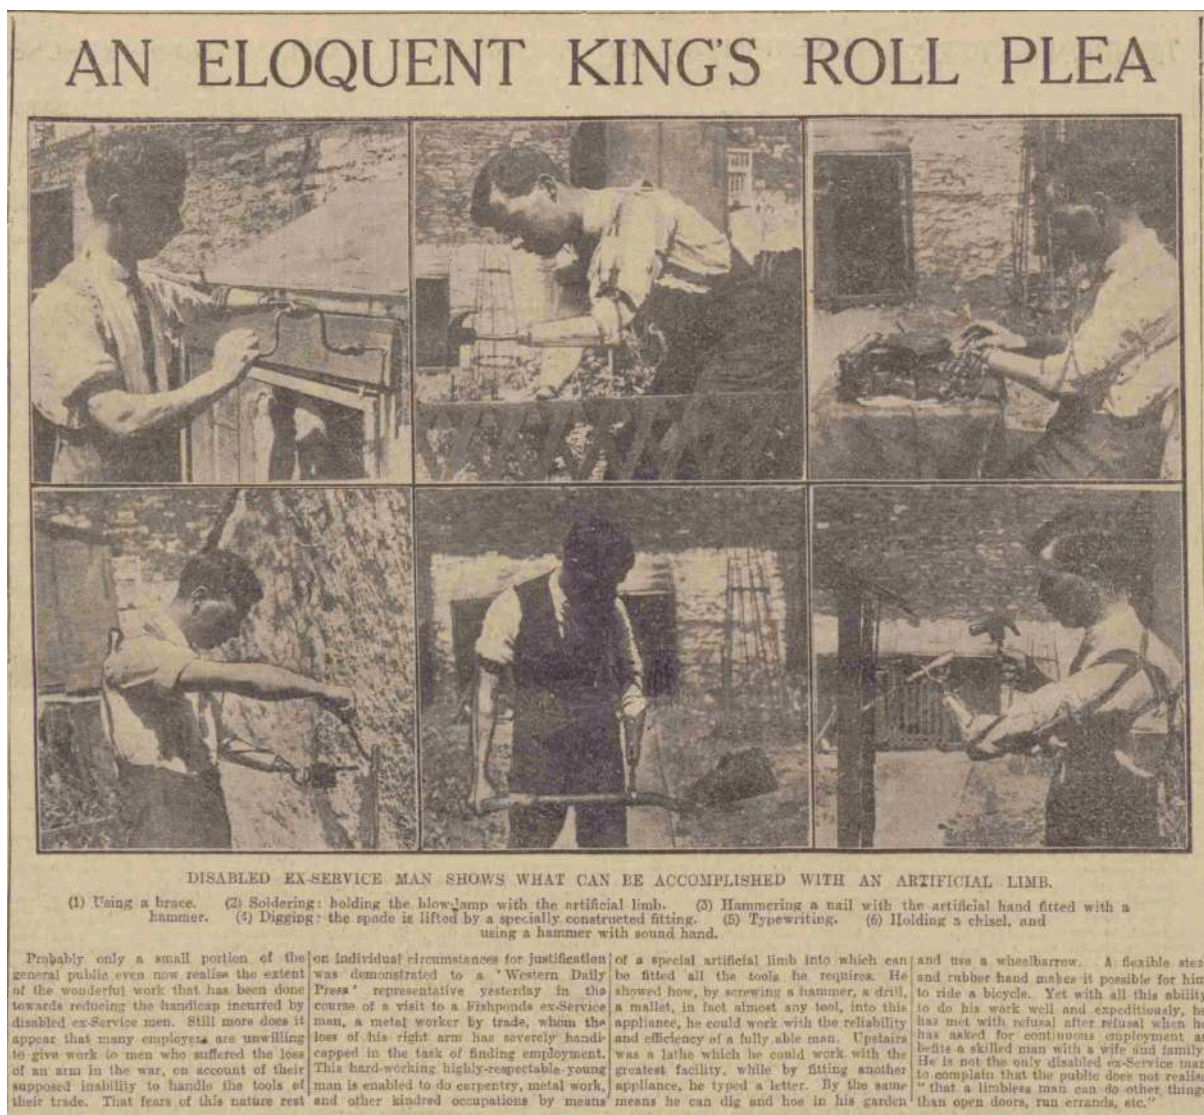 AN ELOQUENT KING'S ROLL PLEA
DISABLED EX-SERVICE MAN SHOWS WHAT CAN BE ACCOMPLISHED WITH AN ARTIFICIAL LIMB.
(1) Using a brace. (2) Soldering: holding the blow-lamp with the artificial limb. (3) Hammering a nail with the artificial hand fitted with a
hammer. (4) Digging: the spade is lifted by a specially constructed fitting. (5) Typewriting. (6) Holding a chisel, and
using a hammer with sound hand.
Probably only a small portion of the
general public even now realise the extent
of the wonderful work that has been done
towards reducing the handicap incurred by
disabled ex-Service men. Still more does it
appear that many employers are unwilling
to give work to men who suffered the loss
of an arm in the war, on account of their
supposed inability to handle the tools of
their trade. That fears of this nature rest
on individual circumstances for justification
was demonstrated to a "Western Daily
Press" representative yesterday in the
course of a visit to a Fishponds ex-Service
man, a metal worker by trade, whom the
loss of his right arm has severely handi-
capped in the task of finding employment.
This hard-working highly-respectable young
man is enabled to do carpentry, metal work,
and other kindred occupations by means
of a special artificial limb into which can
be fitted all the tools he requires. He
showed how, by screwing a hammer, a drill,
a mallet, in fact almost any tool, into this
appliance, he could work with the reliability
and efficiency of a fully able man. Upstairs
was a lathe which he could work with the
greatest facility, while by fitting another
appliance, he typed a letter. By the same
means he can dig and hoe in his garden
and use a wheelbarrow. A flexible stee
and rubber hand makes it possible for him
to ride a bicycle. Yet with all this abilit
to do his work well and expeditiously, he
has met with refusal after refusal when h
has asked for continuous employment a
befits a skilled man with a wife and family
He is not the only disabled ex-Service man
to complain that the public does not realis
"that a limbless man can do other thing
than open doors, run errands, etc."